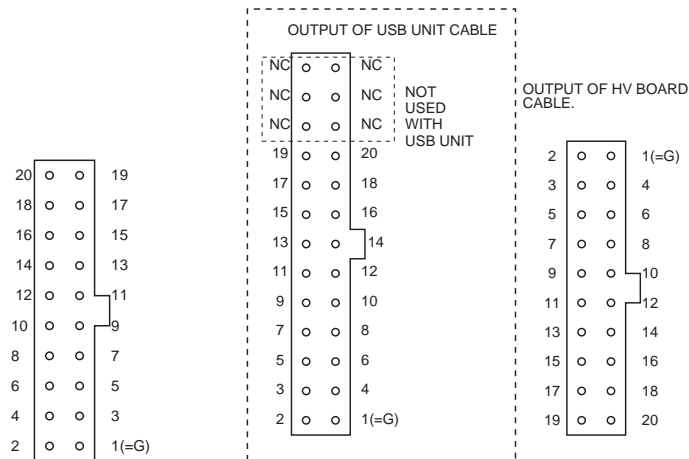 OUTPUT OF USB UNIT CABLE
NC NC
NC NC
NC NC
NOT
USED
WITH
USB UNIT
19 20
17 18
15 16
13 14
11 12
9 10
7 8
5 6
3 4
2 1(=G)
20 19
18 17
16 15
14 13
12 11
10 9
8 7
6 5
4 3
2 1(=G)
OUTPUT OF HV BOARD
CABLE.
2 1(=G)
3 4
5 6
7 8
9 10
11 12
13 14
15 16
17 18
19 20